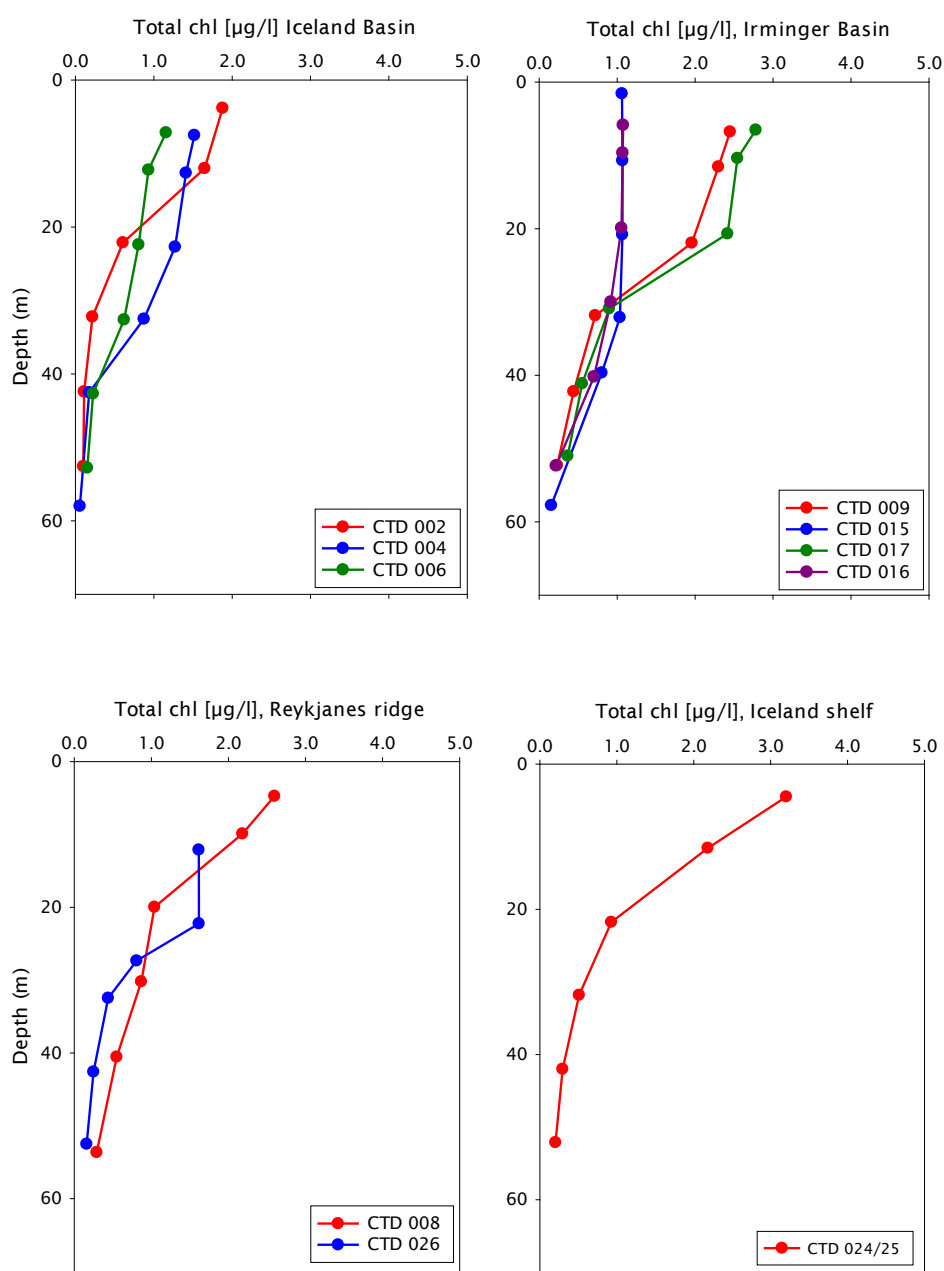 Total chl [µg/l] Iceland Basin
0.0 1.0 2.0 3.0 4.0 5.0
0
20
40
60
Depth (m)
CTD 002
CTD 004
CTD 006
Total chl [µg/l], Irminger Basin
0.0 1.0 2.0 3.0 4.0 5.0
0
20
40
60
CTD 009
CTD 015
CTD 017
CTD 016
Total chl [µg/l], Reykjanes ridge
0.0 1.0 2.0 3.0 4.0 5.0
0
20
40
60
Depth (m)
CTD 008
CTD 026
Total chl [µg/l], Iceland shelf
0.0 1.0 2.0 3.0 4.0 5.0
0
20
40
60
CTD 024/25